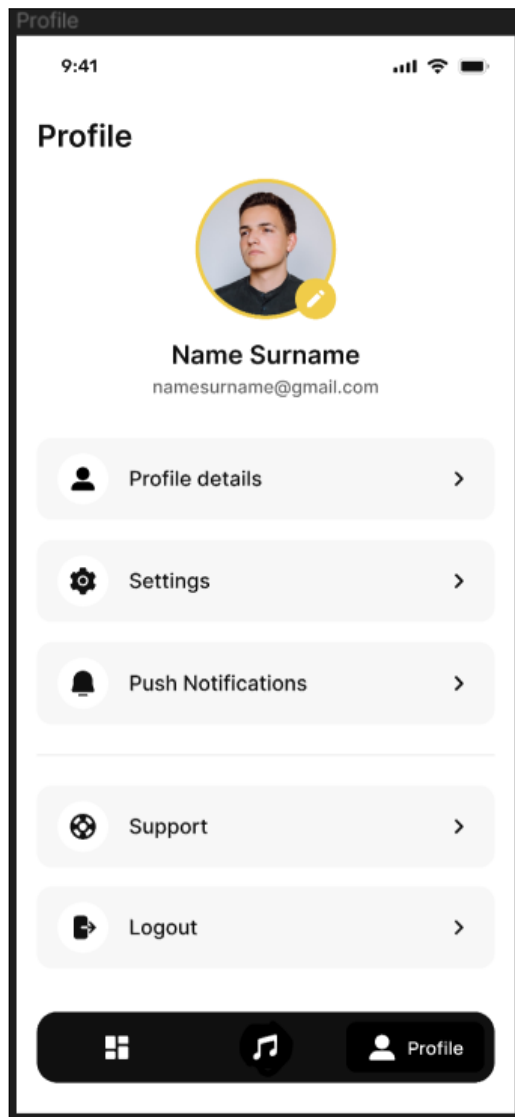 Profile
9:41
Profile
Name Surname
namesurname@gmail.com
Profile details
Settings
Push Notifications
Support
Logout
Profile